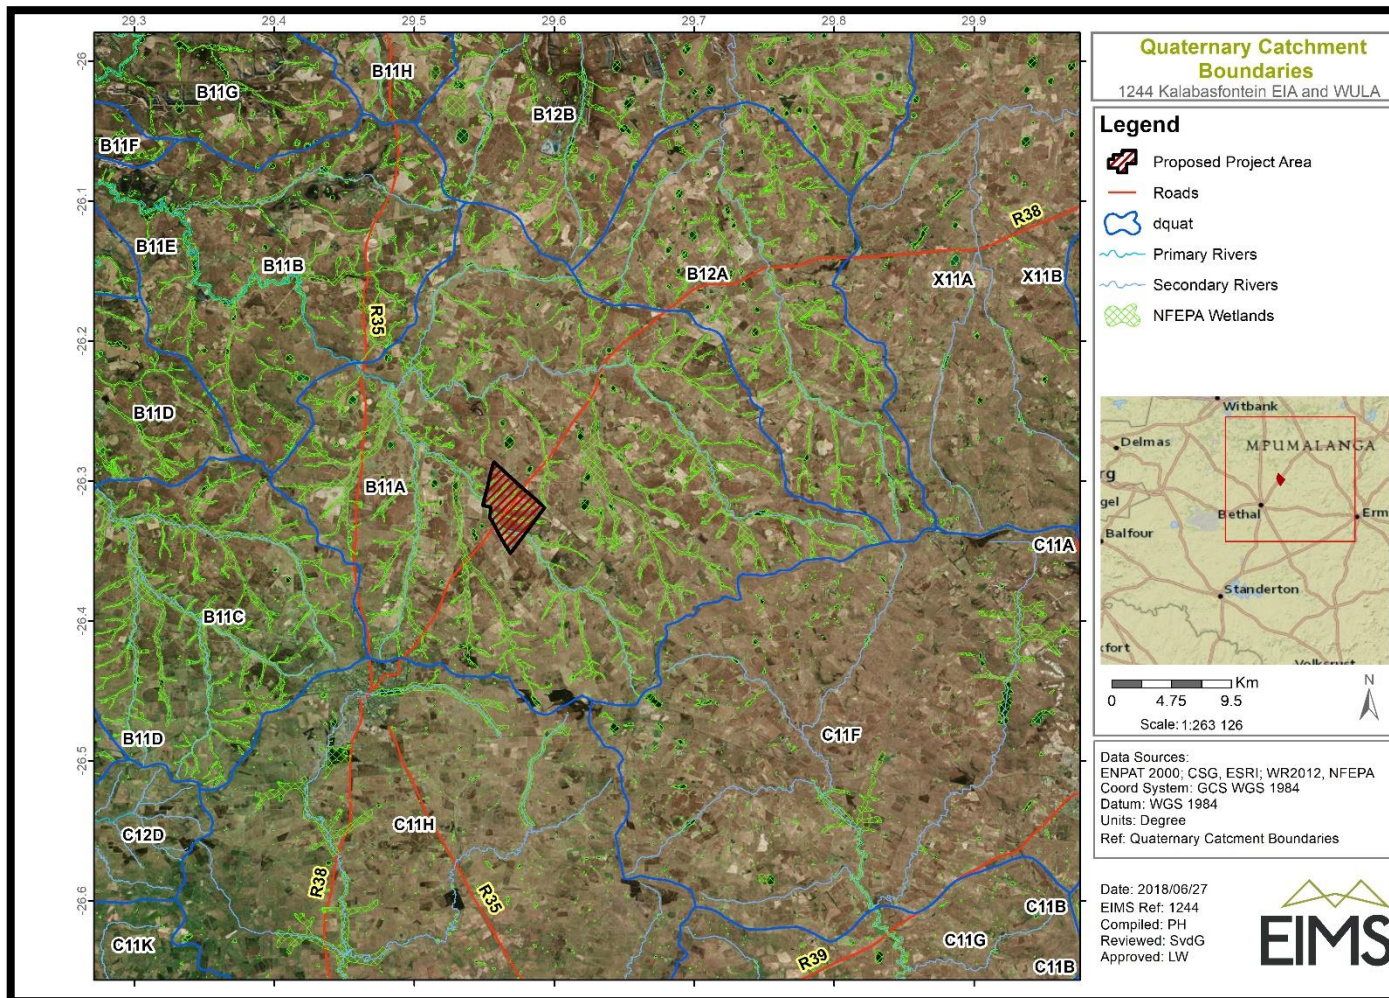 29.3
29.4
29.5
29.6
29.7
29.8
29.9
-26
-26.1
-26.2
-26.3
-26.4
-26.5
-26.6
B11H
B11G
B12B
B11F
R38
B11E
B11B
B12A
X11A
X11B
R35
B11D
B11A
C11A
B11C
B11D
C11F
C12D
C11H
R38
R35
C11B
C11K
C11G
R39
C11B
Quaternary Catchment
Boundaries
1244 Kalabasfontein EIA and WULA
Legend
Proposed Project Area
Roads
dquat
Primary Rivers
Secondary Rivers
NFEPA Wetlands
Witbank
MPUMALANGA
Delmas
rg
gel
Bethal
Erm
Balfour
Standerton
kfort
Volksrust
Km
0 4.75 9.5
N
Scale: 1:263 126
Data Sources:
ENPAT 2000; CSG, ESRI; WR2012, NFEPA
Coord System: GCS WGS 1984
Datum: WGS 1984
Units: Degree
Ref: Quaternary Catcment Boundaries
Date: 2018/06/27
EIMS Ref: 1244
Compiled: PH
Reviewed: SvdG
Approved: LW
EIMS